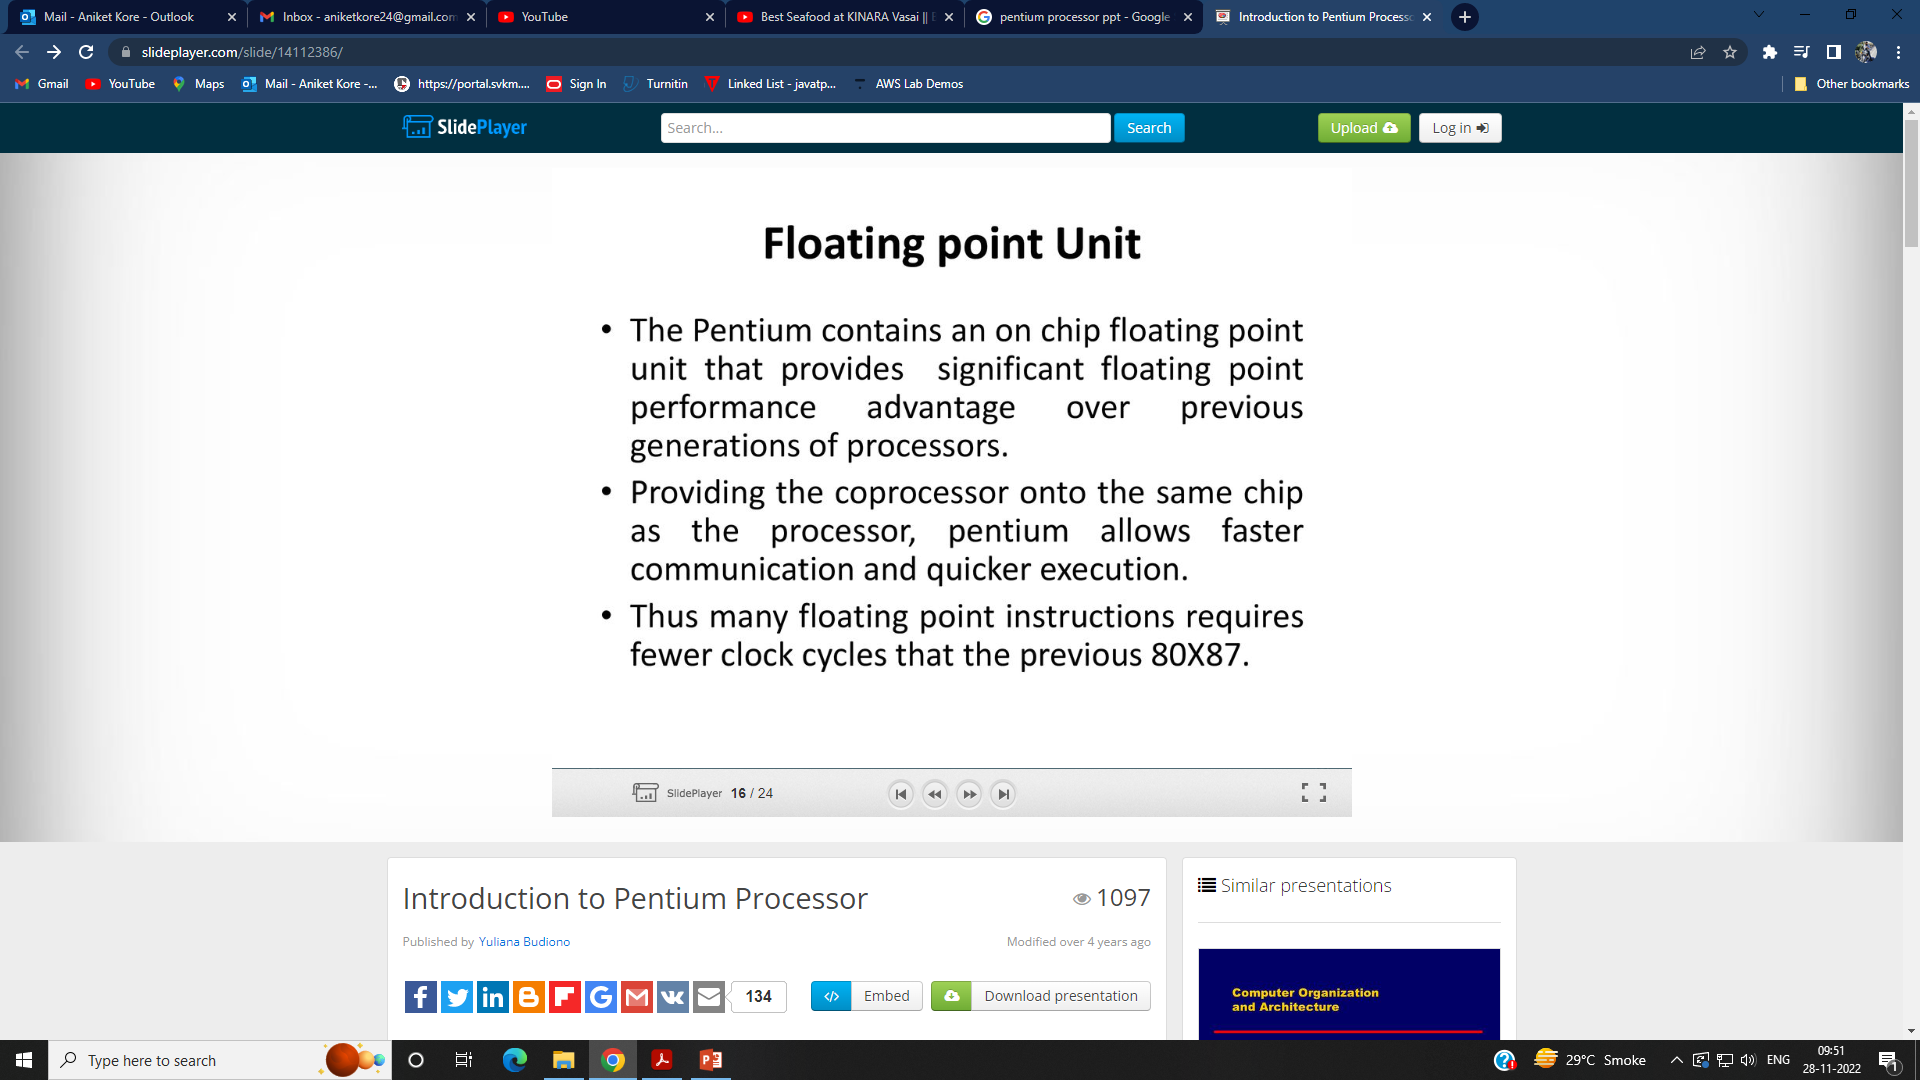 Mail - Aniket Kore - Outlook
Inbox - aniketkore24@gmail.com
YouTube
Best Seafood at KINARA Vasai ||
pentium processor ppt - Google
Introduction to Pentium Process
slideplayer.com/slide/14112386/
Gmail
YouTube
Maps
Mail - Aniket Kore -...
https://portal.svkm....
Sign In
Turnitin
Linked List - javatp...
AWS Lab Demos
Other bookmarks
SlidePlayer
Search...
Search
Upload
Log in
Floating point Unit
• The Pentium contains an on chip floating point
unit that provides significant floating point
performance advantage over previous
generations of processors.
• Providing the coprocessor onto the same chip
as the processor, pentium allows faster
communication and quicker execution.
• Thus many floating point instructions requires
fewer clock cycles that the previous 80X87.
SlidePlayer 16 / 24
Introduction to Pentium Processor
1097
Published by Yuliana Budiono
Modified over 4 years ago
134
Embed
Download presentation
Similar presentations
Computer Organization
and Architecture
Type here to search
29°C Smoke
ENG
09:51
28-11-2022
1